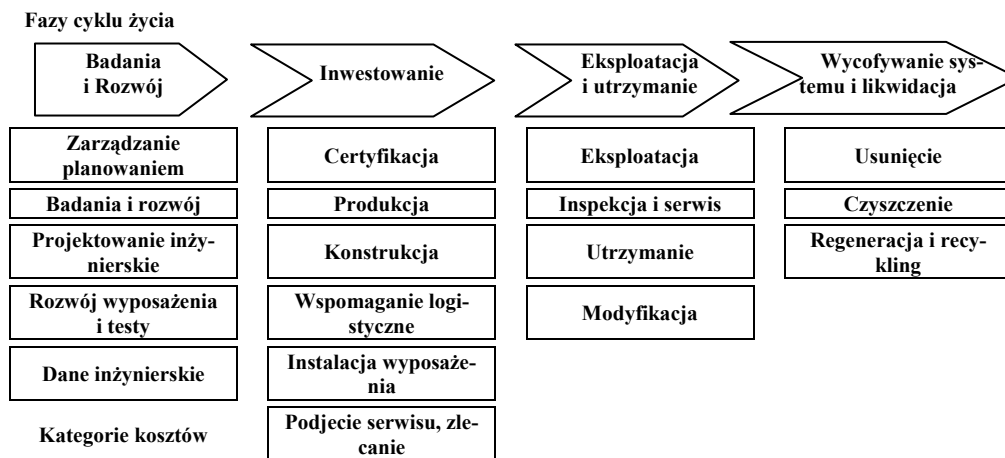 Fazy cyklu życia
Badania
i Rozwój
Inwestowanie
Eksploatacja
i utrzymanie
Wycofywanie sys-
temu i likwidacja
Zarządzanie
planowaniem
Badania i rozwój
Projektowanie inży-
nierskie
Rozwój wyposażenia
i testy
Dane inżynierskie
Kategorie kosztów
Certyfikacja
Produkcja
Konstrukcja
Wspomaganie logi-
styczne
Instalacja wyposaże-
nia
Podjecie serwisu, zle-
canie
Eksploatacja
Inspekcja i serwis
Utrzymanie
Modyfikacja
Usunięcie
Czyszczenie
Regeneracja i recy-
kling